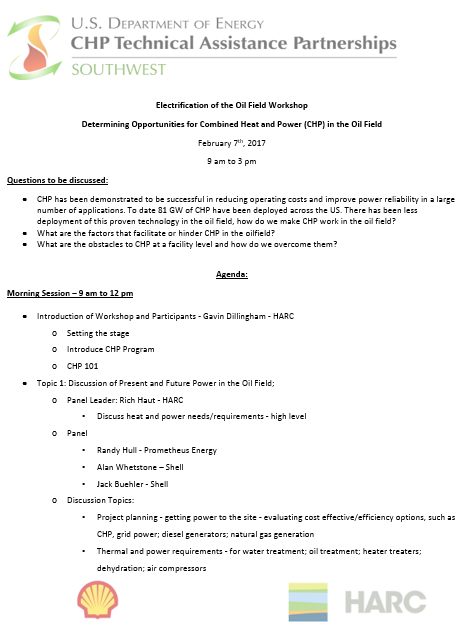 U.S. DEPARTMENT OF ENERGY
CHP Technical Assistance Partnerships
SOUTHWEST
Electrification of the Oil Field Workshop
Determining Opportunities for Combined Heat and Power (CHP) in the Oil Field
February 7th, 2017
9 am to 3 pm
Questions to be discussed:
• CHP has been demonstrated to be successful in reducing operating costs and improve power reliability in a large
number of applications. To date 81 GW of CHP have been deployed across the US. There has been less
deployment of this proven technology in the oil field, how do we make CHP work in the oil field?
• What are the factors that facilitate or hinder CHP in the oilfield?
• What are the obstacles to CHP at a facility level and how do we overcome them?
Agenda:
Morning Session – 9 am to 12 pm
• Introduction of Workshop and Participants - Gavin Dillingham - HARC
o Setting the stage
o Introduce CHP Program
o CHP 101
• Topic 1: Discussion of Present and Future Power in the Oil Field;
o Panel Leader: Rich Haut - HARC
• Discuss heat and power needs/requirements - high level
o Panel
• Randy Hull - Prometheus Energy
• Alan Whetstone – Shell
• Jack Buehler - Shell
o Discussion Topics:
• Project planning - getting power to the site - evaluating cost effective/efficiency options, such as
CHP, grid power; diesel generators; natural gas generation
• Thermal and power requirements - for water treatment; oil treatment; heater treaters;
dehydration; air compressors
HARC